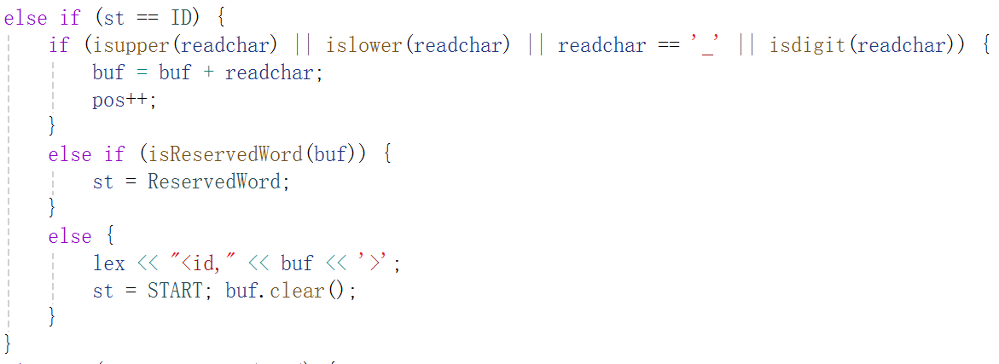 else if (st == ID) {
    if (isupper(readchar) || islower(readchar) || readchar == '_' || isdigit(readchar)) {
        buf = buf + readchar;
        pos++;
    }
    else if (isReservedWord(buf)) {
        st = ReservedWord;
    }
    else {
        lex << "<id," << buf << '>';
        st = START; buf.clear();
    }
}